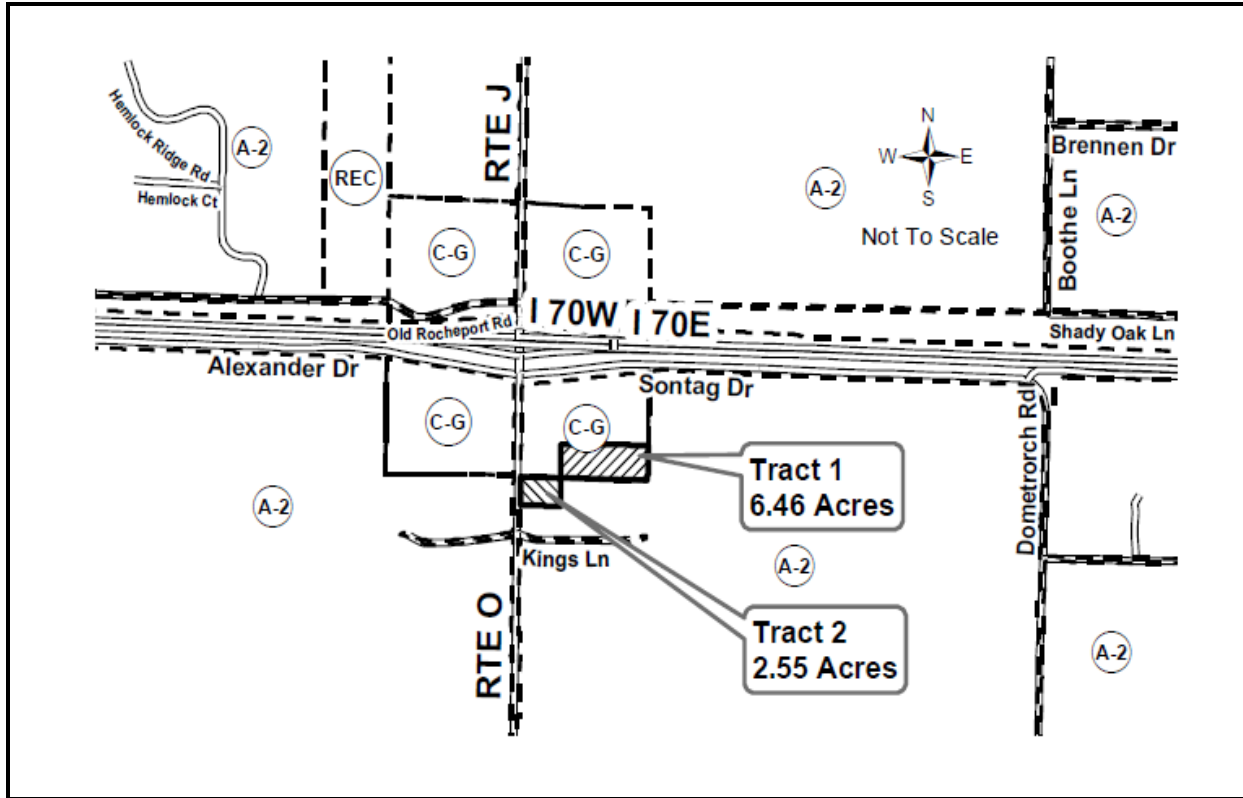 Hemlock Ridge Rd
A-2
Hemlock Ct
REC
RTE J
N
W E
S
Not To Scale
A-2
Brennen Dr
Boothe Ln
A-2
C-G
C-G
Old Rocheport Rd
I 70W
I 70E
Shady Oak Ln
Alexander Dr
Sontag Dr
C-G
C-G
Tract 1
6.46 Acres
A-2
Dometrorch Rd
Kings Ln
A-2
RTE O
Tract 2
2.55 Acres
A-2